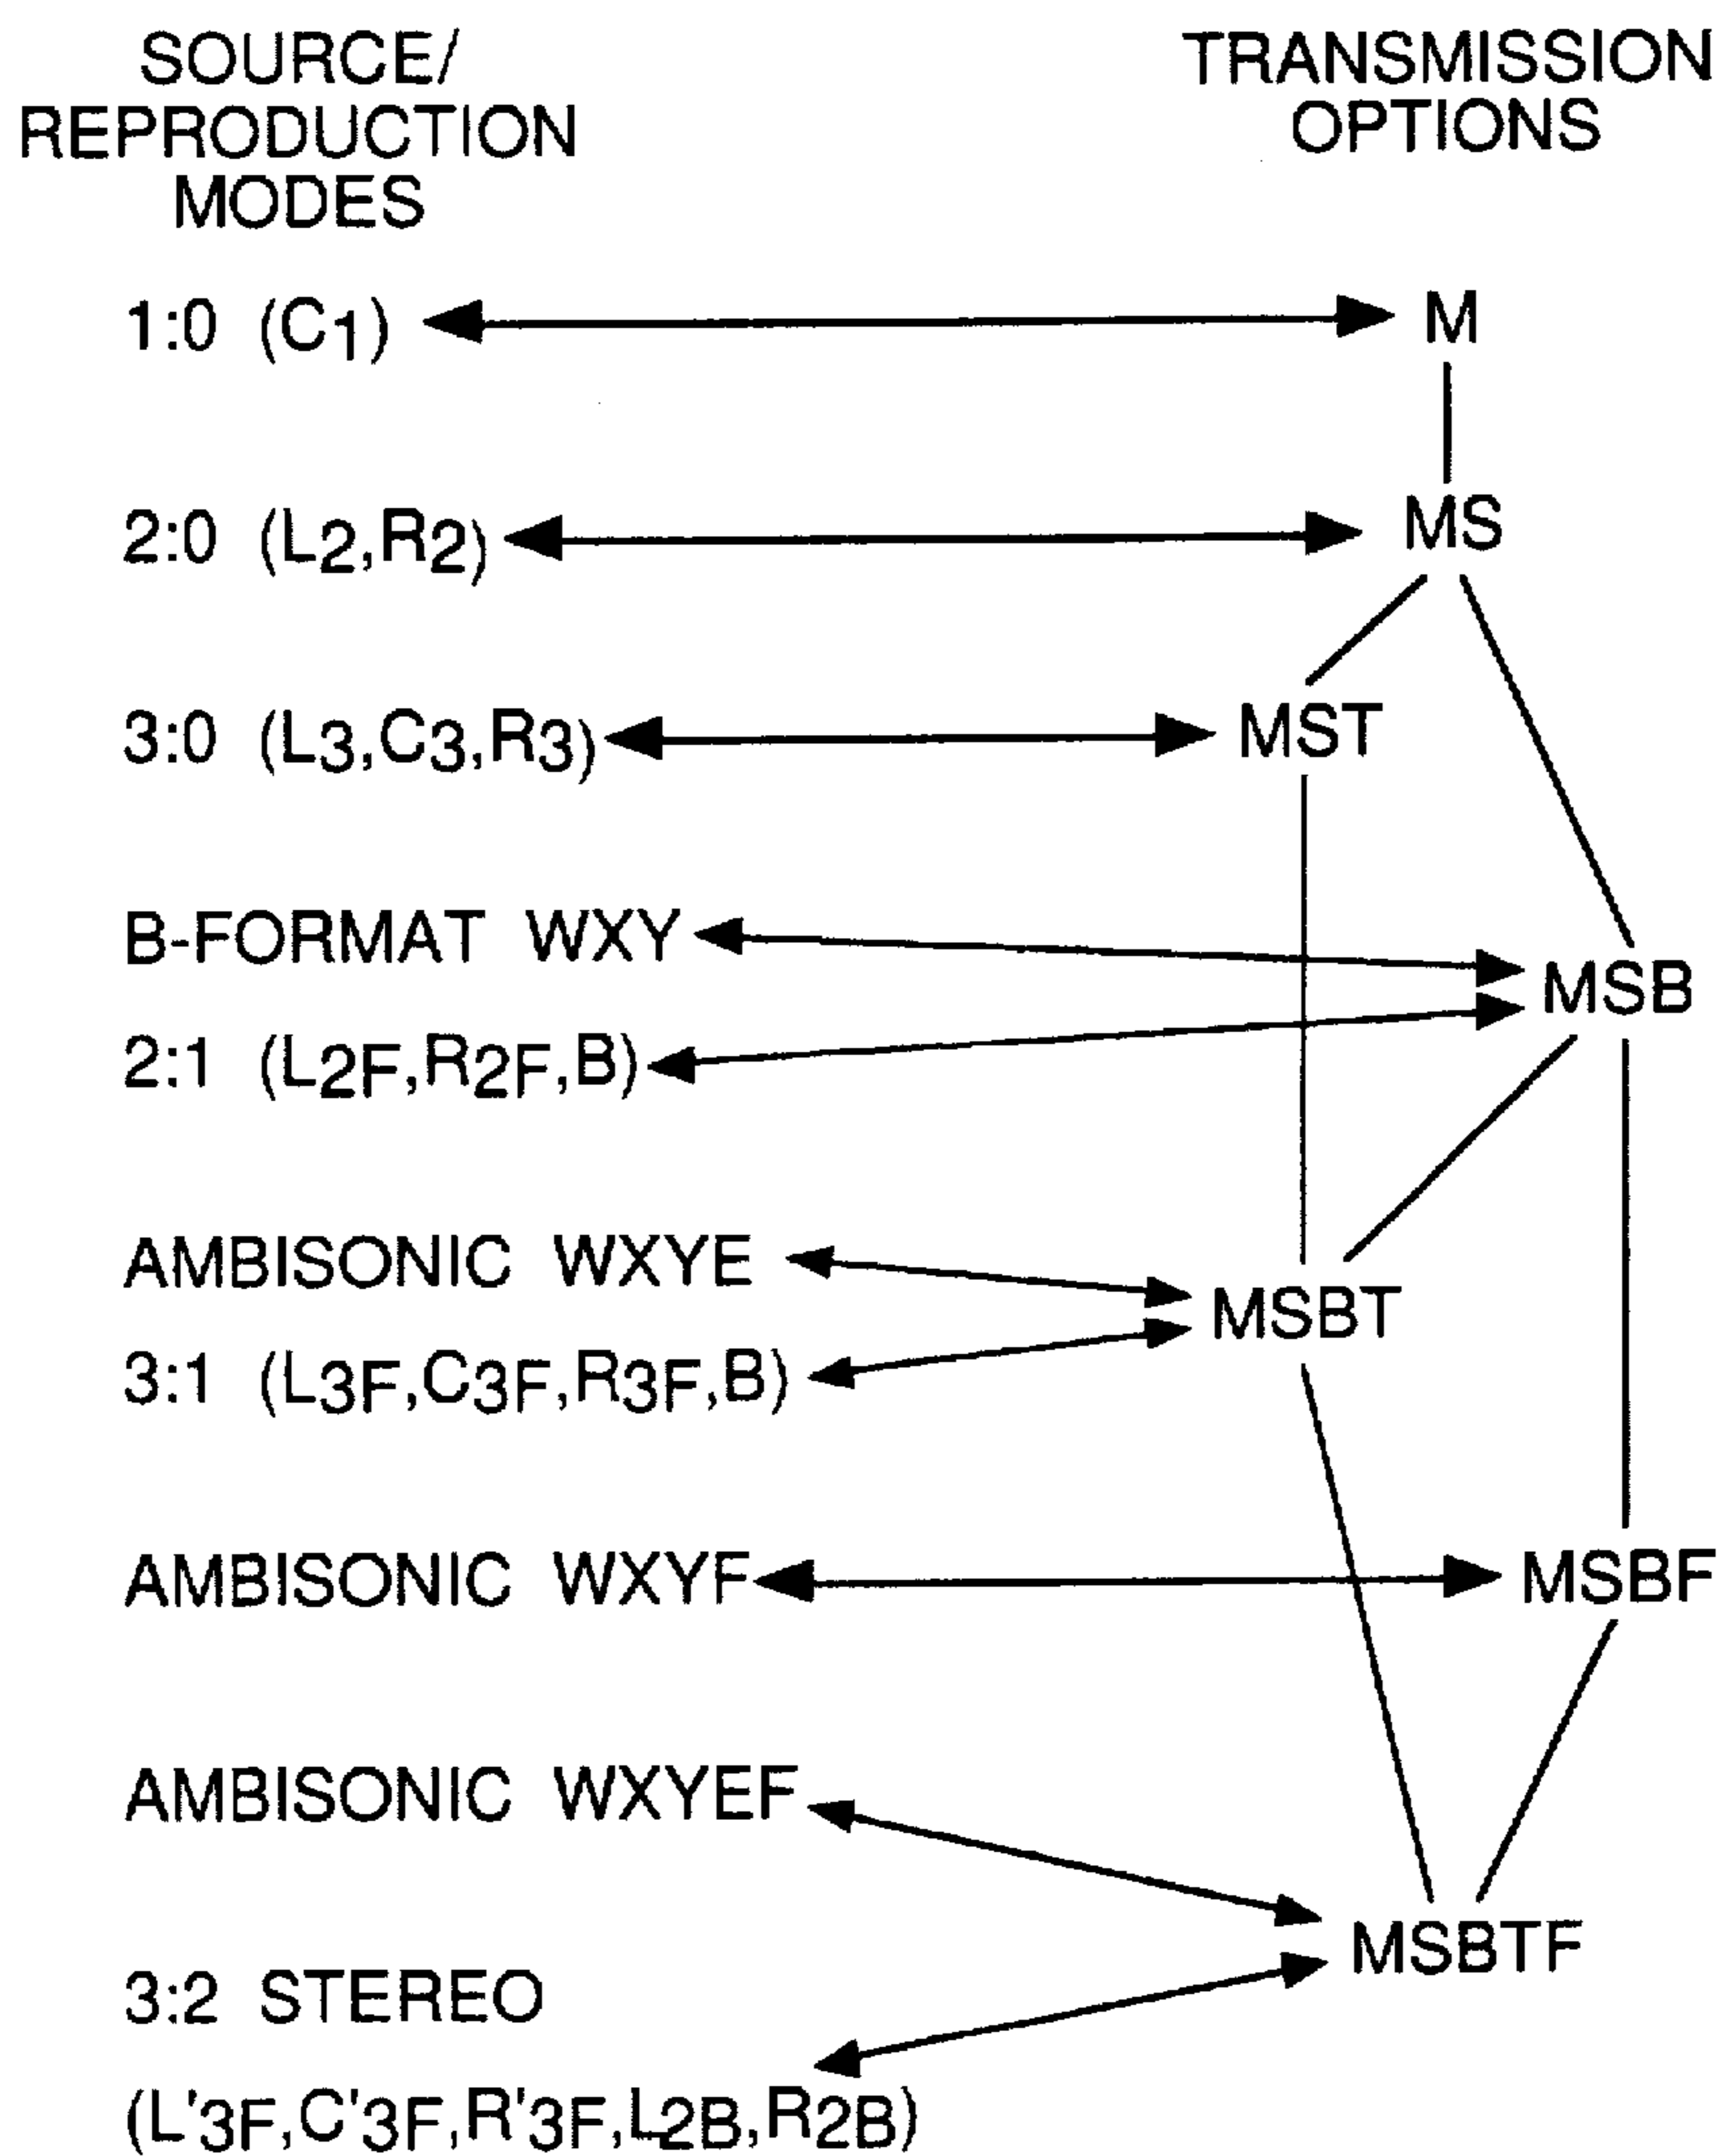 SOURCE/
REPRODUCTION
MODES
TRANSMISSION
OPTIONS
1:0 (C1)
M
2:0 (L2,R2)
MS
3:0 (L3,C3,R3)
MST
B-FORMAT WXY
MSB
2:1 (L2F,R2F,B)
AMBISONIC WXYE
MSBT
3:1 (L3F,C3F,R3F,B)
AMBISONIC WXYF
MSBF
AMBISONIC WXYEF
MSBTF
3:2 STEREO
(L'3F,C'3F,R'3F,L2B,R2B)